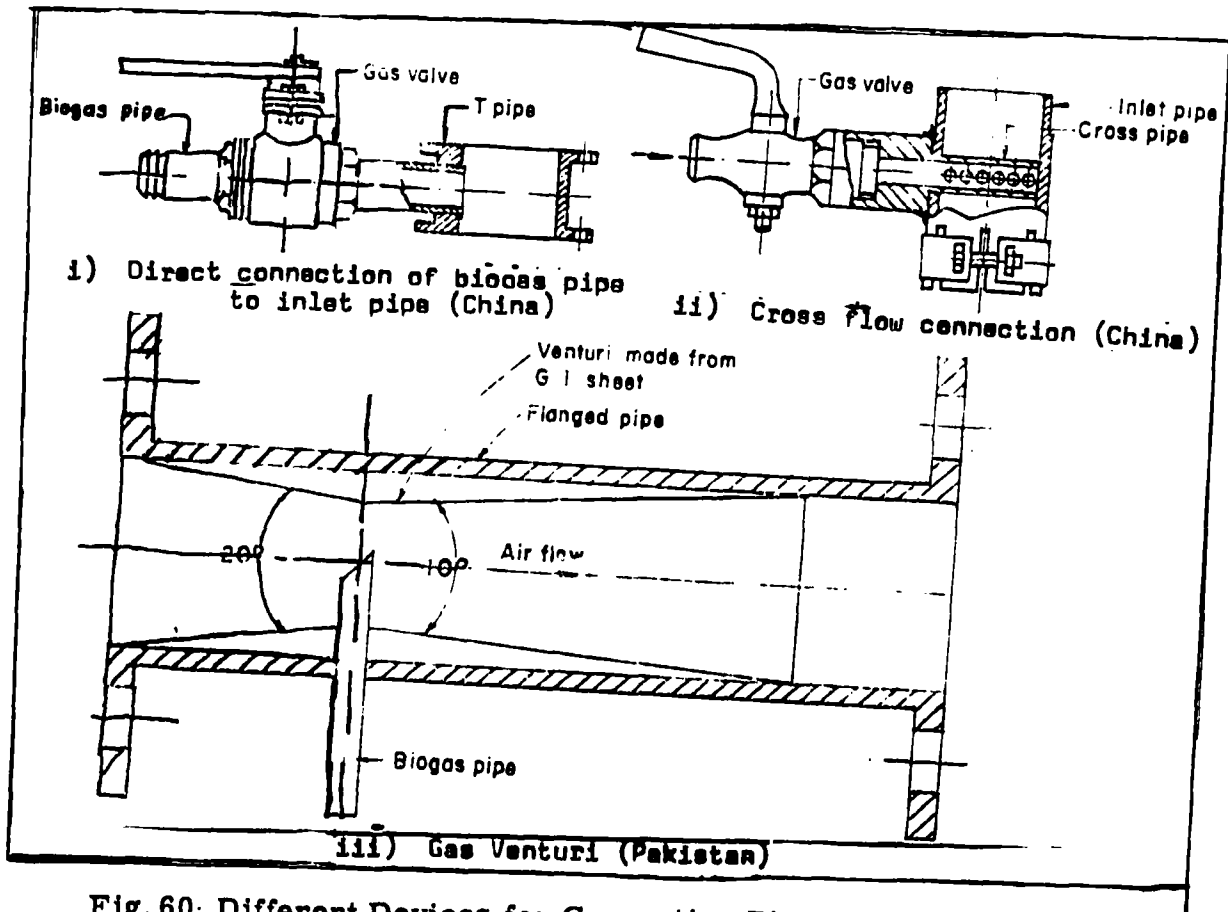 Gas valve
Biogas pipe
T pipe
Gas valve
Inlet pipe
Cross pipe
i) Direct connection of biogas pipe
to inlet pipe (China)
ii) Cross flow connection (China)
Venturi made from
G I sheet
Flanged pipe
20°
10°
Air flow
Biogas pipe
iii) Gas Venturi (Pakistan)
Fig. 60: Different Devices for